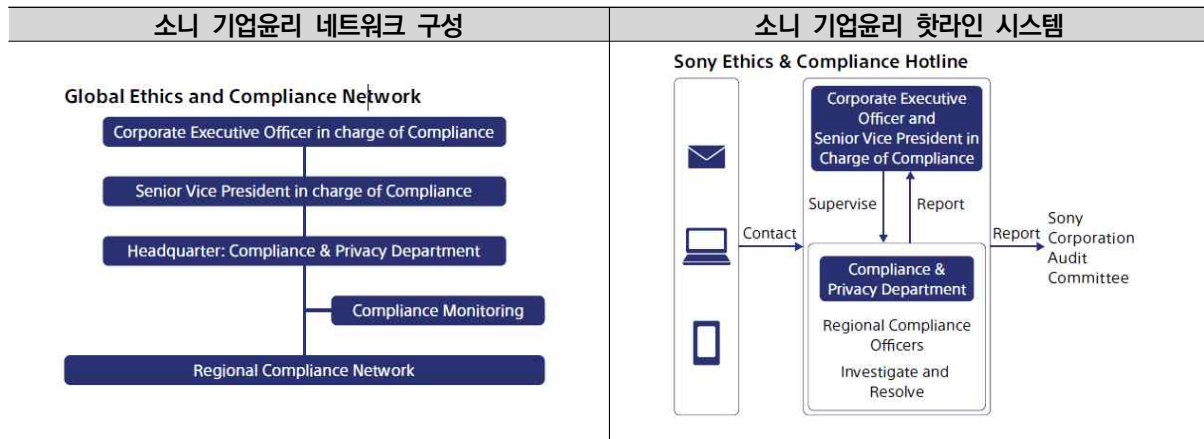 소니 기업윤리 네트워크 구성
소니 기업윤리 핫라인 시스템
Global Ethics and Compliance Network
Corporate Executive Officer in charge of Compliance
Senior Vice President in charge of Compliance
Headquarter: Compliance & Privacy Department
Compliance Monitoring
Regional Compliance Network
Sony Ethics & Compliance Hotline
Corporate Executive
Officer and
Senior Vice President in
Charge of Compliance
Supervise
Report
Contact
Compliance &
Privacy Department
Regional Compliance
Officers
Investigate and
Resolve
Report
Sony
Corporation
Audit
Committee